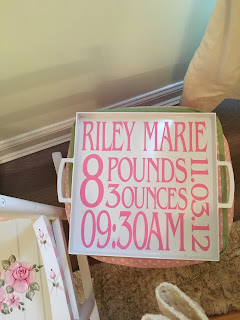 RILEY MARIE
8 POUNDS
3 OUNCES
09:30AM
11.03.12